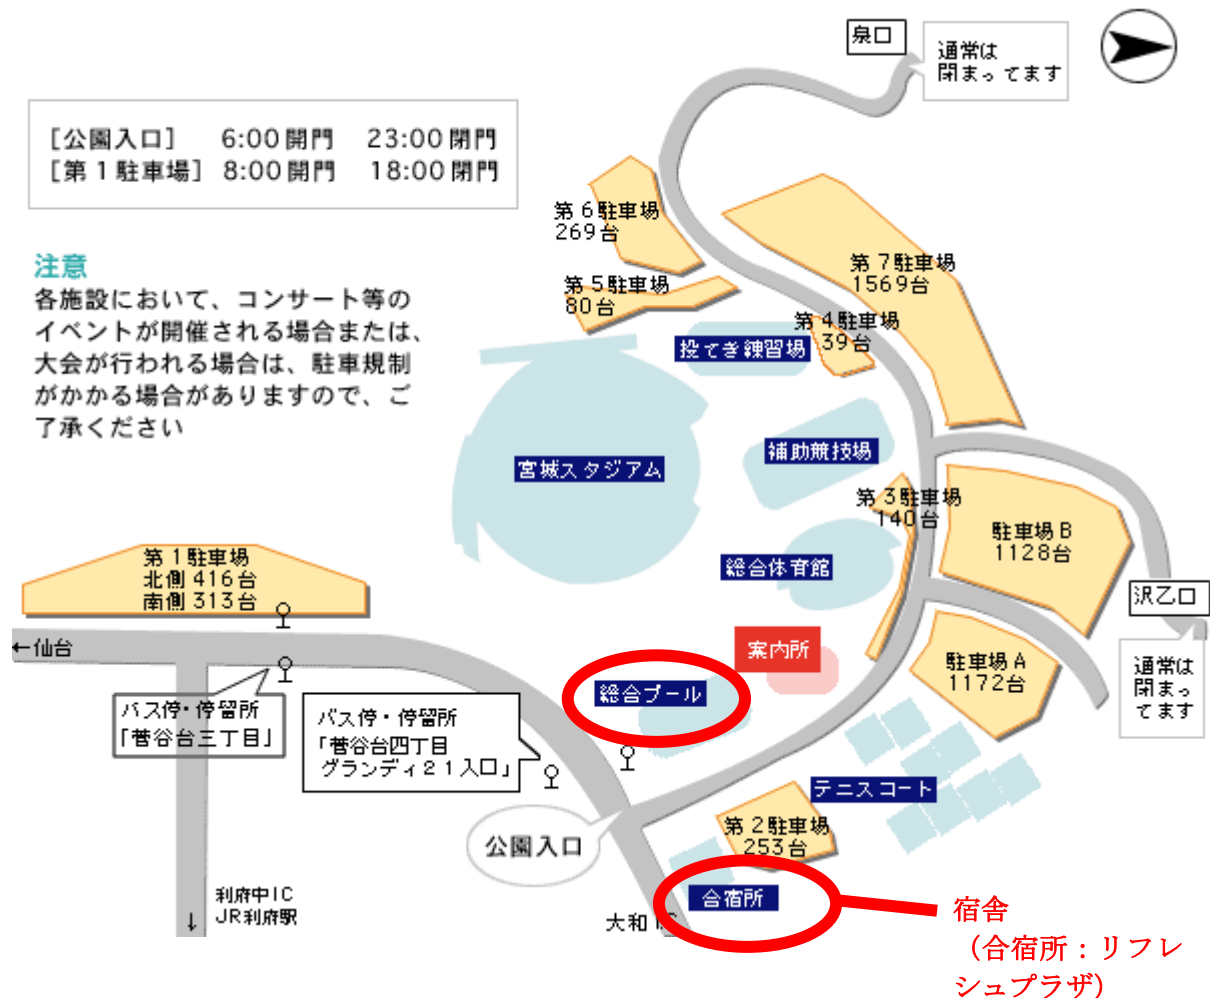 泉口
通常は
閉まってます
[公園入口] 6:00開門 23:00閉門
[第1駐車場] 8:00開門 18:00閉門
注意
各施設において、コンサート等の
イベントが開催される場合または、
大会が行われる場合は、駐車規制
がかかる場合がありますので、ご
了承ください
第6駐車場
269台
第7駐車場
1569台
第5駐車場
80台
第4駐車場
39台
投てき練習場
補助競技場
宮城スタジアム
第3駐車場
140台
駐車場B
1128台
総合体育館
第1駐車場
北側416台
南側313台
沢乙口
←仙台
案内所
駐車場A
1172台
通常は
閉まっ
てます
総合プール
バス停・停留所
「菅谷台三丁目」
バス停・停留所
「菅谷台四丁目
グランディ21入口」
テニスコート
第2駐車場
253台
公園入口
利府中IC
JR利府駅
↓
合宿所
大和IC
宿舎
（合宿所：リフレ
シュプラザ）